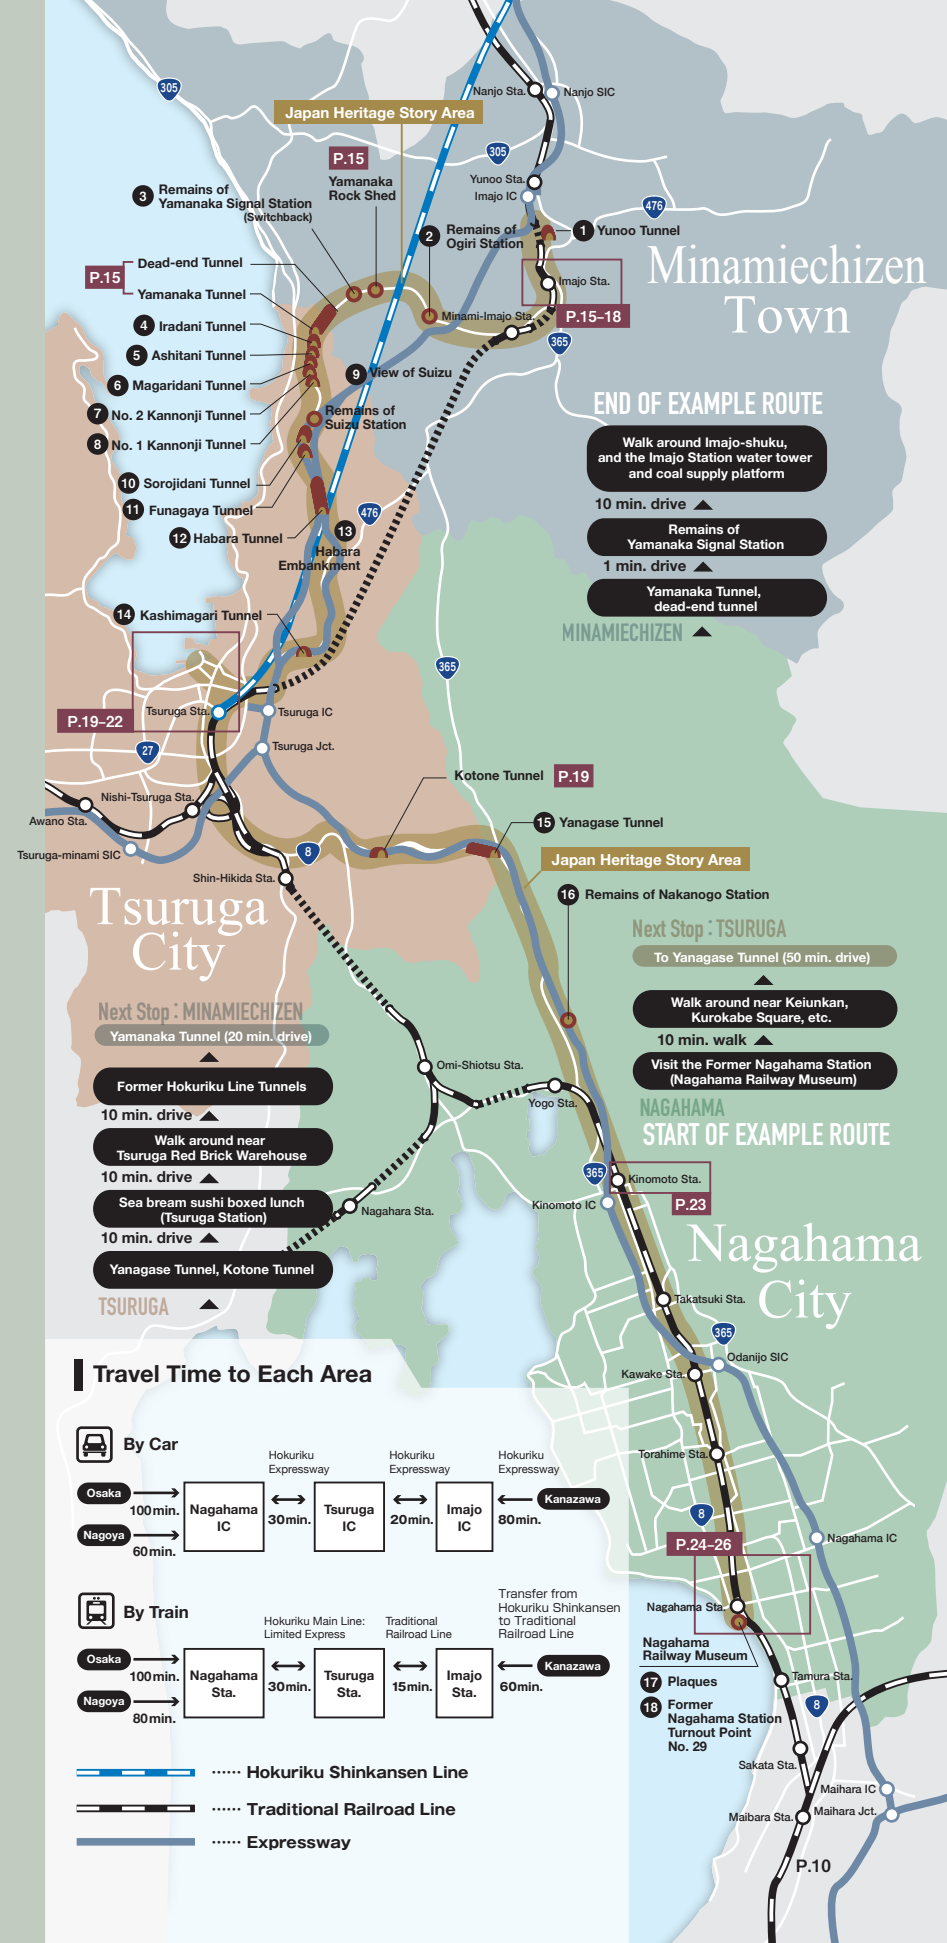 305
Nanjo Sta.
Nanjo SIC
Japan Heritage Story Area
305
P.15
Yamanaka
Rock Shed
Yunoo Sta.
Imajo IC
476
3 Remains of
Yamanaka Signal Station
(Switchback)
2 Remains of
Ogiri Station
1 Yunoo Tunnel
Minamiechizen
Town
P.15
Dead-end Tunnel
Yamanaka Tunnel
Imajo Sta.
P.15–18
Minami-Imajo Sta.
365
4 Iradani Tunnel
5 Ashitani Tunnel
6 Magaridani Tunnel
7 No. 2 Kannonji Tunnel
8 No. 1 Kannonji Tunnel
9 View of Suizu
Remains of
Suizu Station
10 Sorojidani Tunnel
11 Funagaya Tunnel
12 Habara Tunnel
476
13
Habara
Embankment
14 Kashimagari Tunnel
END OF EXAMPLE ROUTE
Walk around Imajo-shuku,
and the Imajo Station water tower
and coal supply platform
10 min. drive
Remains of
Yamanaka Signal Station
1 min. drive
Yamanaka Tunnel,
dead-end tunnel
MINAMIECHIZEN
365
P.19–22
Tsuruga Sta.
Tsuruga IC
27
Tsuruga Jct.
Kotone Tunnel
P.19
Nishi-Tsuruga Sta.
Awano Sta.
Tsuruga-minami SIC
8
15 Yanagase Tunnel
Japan Heritage Story Area
Shin-Hikida Sta.
16 Remains of Nakanogo Station
Tsuruga
City
Next Stop : TSURUGA
To Yanagase Tunnel (50 min. drive)
Walk around near Keiunkan,
Kurokabe Square, etc.
10 min. walk
Visit the Former Nagahama Station
(Nagahama Railway Museum)
NAGAHAMA
START OF EXAMPLE ROUTE
Next Stop : MINAMIECHIZEN
Yamanaka Tunnel (20 min. drive)
Former Hokuriku Line Tunnels
10 min. drive
Walk around near
Tsuruga Red Brick Warehouse
10 min. drive
Sea bream sushi boxed lunch
(Tsuruga Station)
10 min. drive
Yanagase Tunnel, Kotone Tunnel
TSURUGA
Omi-Shiotsu Sta.
Yogo Sta.
365
Kinomoto Sta.
Kinomoto IC
P.23
Nagahara Sta.
Nagahama
City
Takatsuki Sta.
365
Odanijo SIC
Kawake Sta.
Torahime Sta.
8
P.24–26
Nagahama IC
Nagahama Sta.
Nagahama
Railway Museum
17 Plaques
18 Former
Nagahama Station
Turnout Point
No. 29
Tamura Sta.
8
Sakata Sta.
Maihara IC
Maihara Jct.
Maibara Sta.
P.10
Travel Time to Each Area
By Car
Hokuriku
Expressway
Hokuriku
Expressway
Hokuriku
Expressway
Osaka
100min.
Nagoya
60min.
Nagahama
IC
30min.
Tsuruga
IC
20min.
Imajo
IC
Kanazawa
80min.
By Train
Hokuriku Main Line:
Limited Express
Traditional
Railroad Line
Transfer from
Hokuriku Shinkansen
to Traditional
Railroad Line
Osaka
100min.
Nagoya
80min.
Nagahama
Sta.
30min.
Tsuruga
Sta.
15min.
Imajo
Sta.
Kanazawa
60min.
······ Hokuriku Shinkansen Line
······ Traditional Railroad Line
······ Expressway